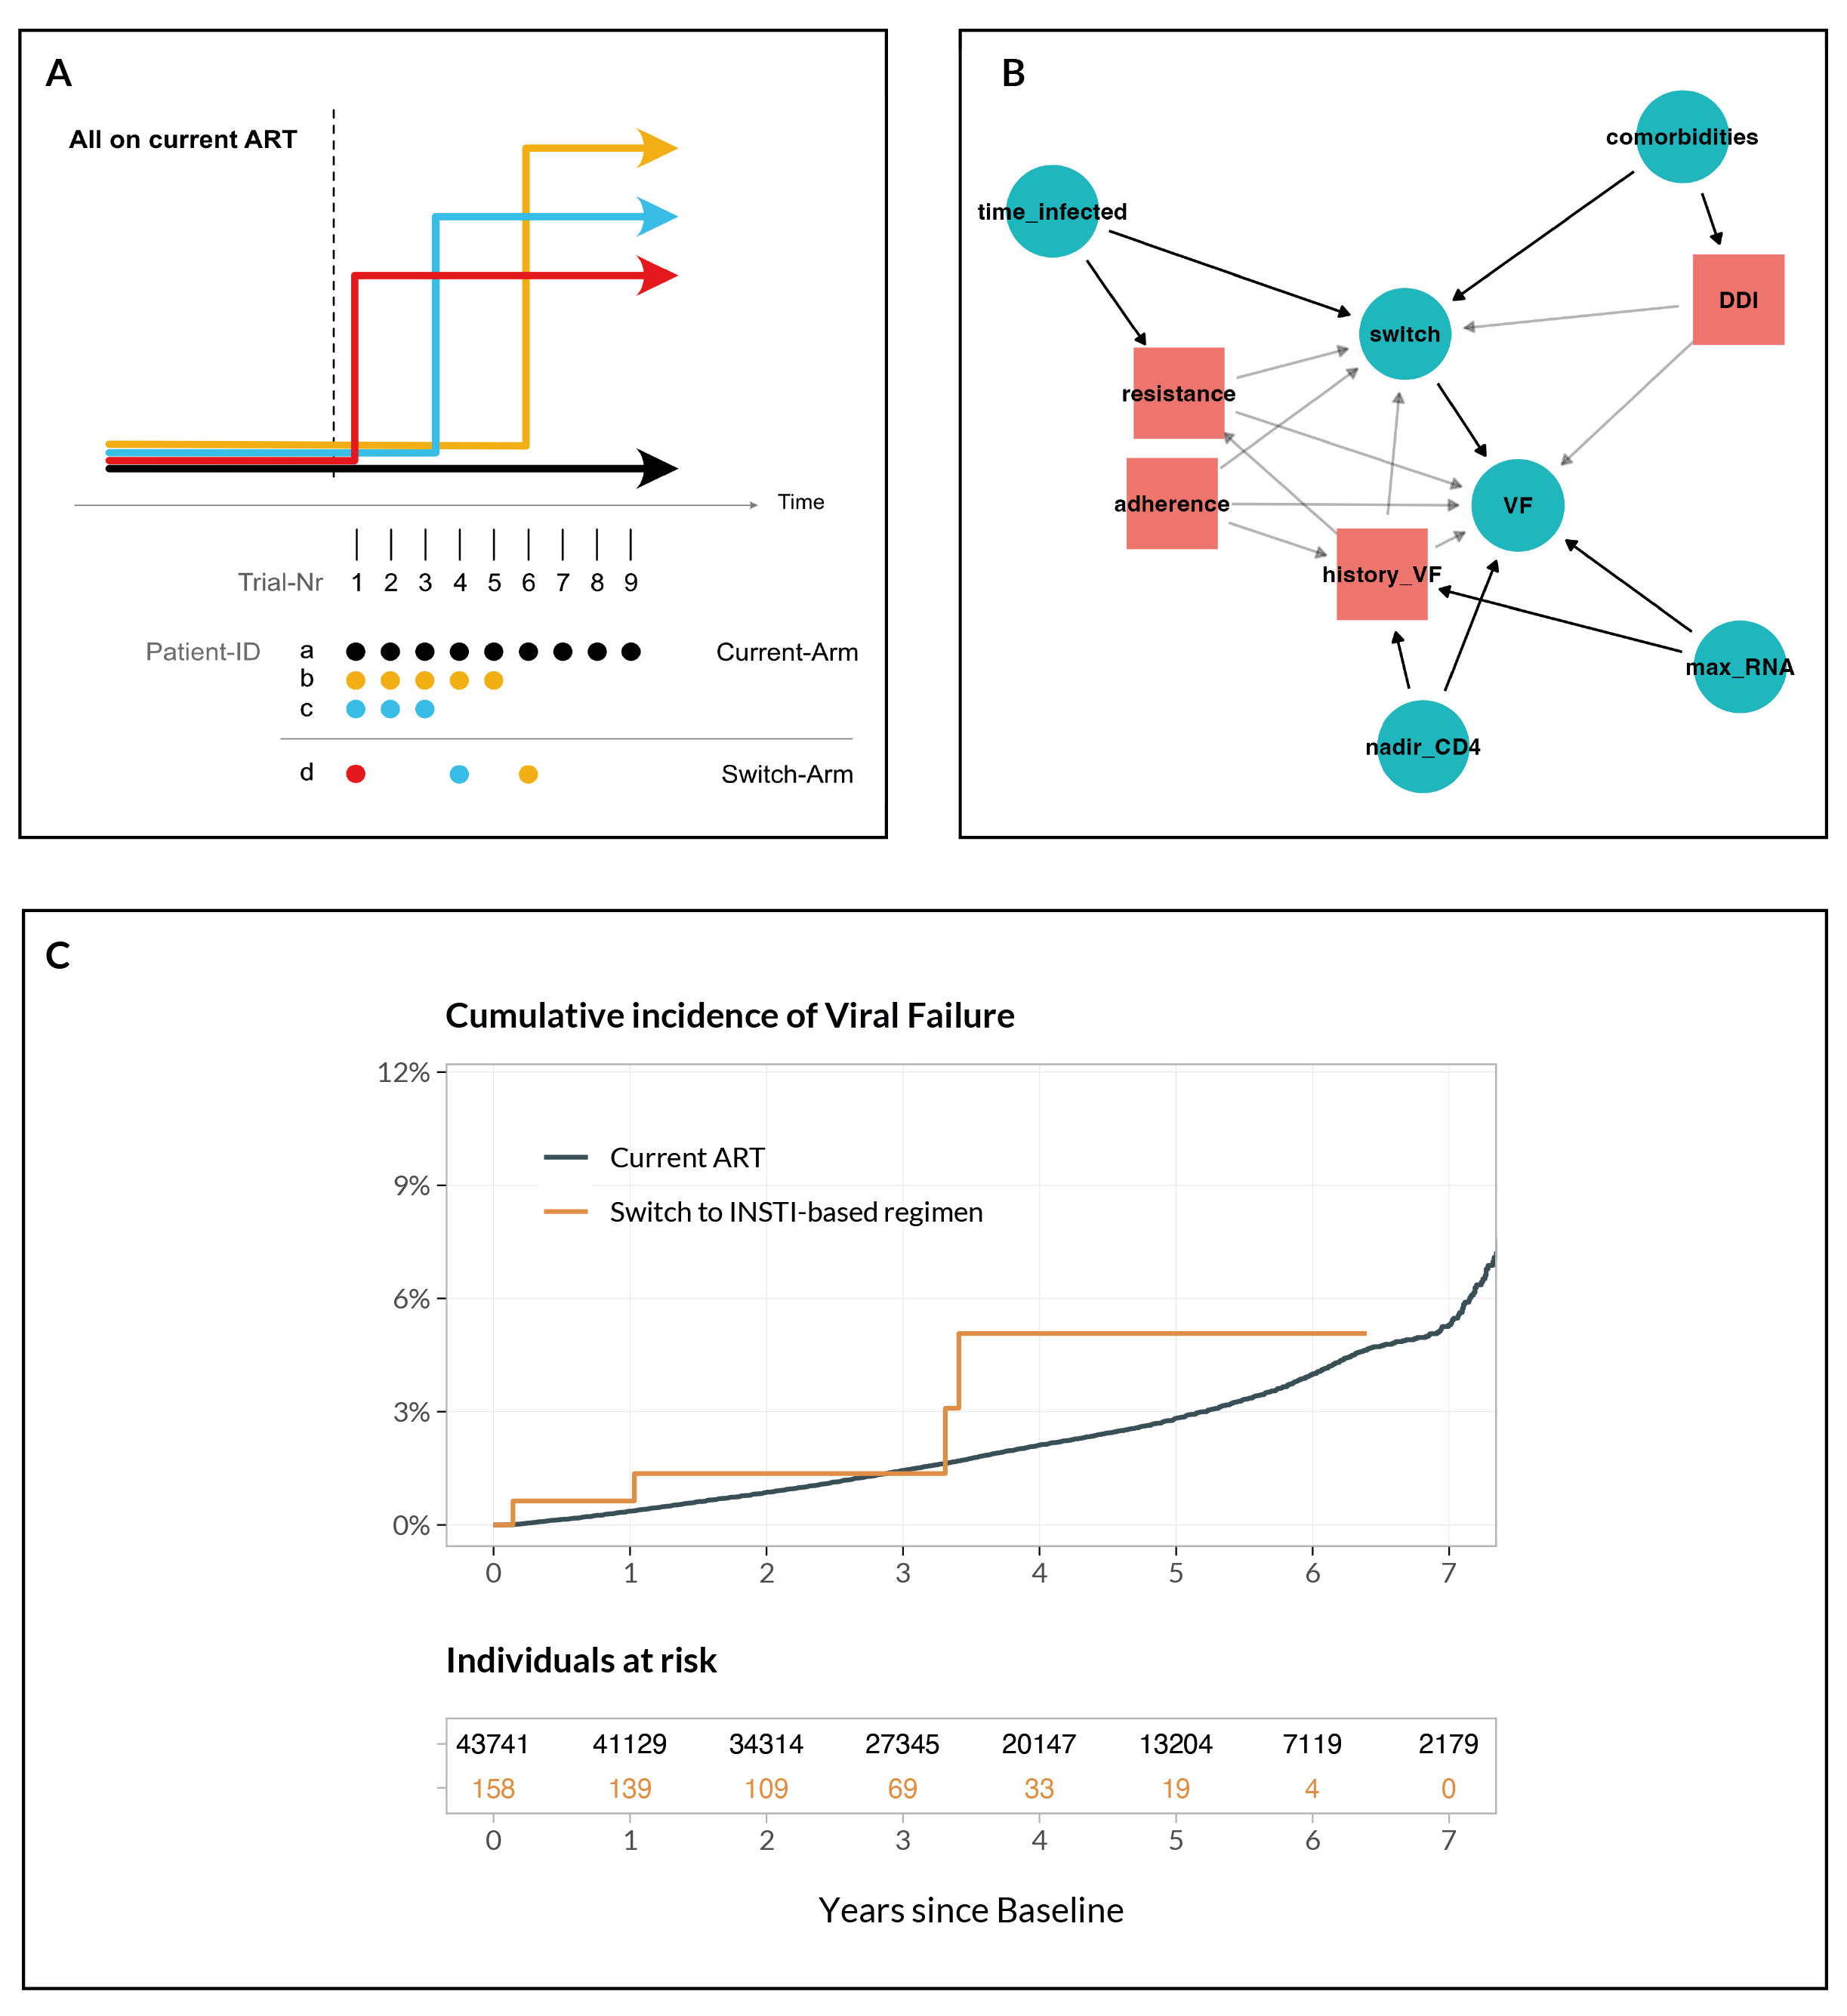 A
All on current ART
Time
Trial-Nr 1 2 3 4 5 6 7 8 9
Patient-ID a Current-Arm
b
c
d Switch-Arm
B
comorbidities
time_infected
DDI
switch
resistance
adherence
VF
history_VF
max_RNA
nadir_CD4
C
Cumulative incidence of Viral Failure
12%
9%
6%
3%
0%
Current ART
Switch to INSTI-based regimen
0 1 2 3 4 5 6 7
Individuals at risk
43741 41129 34314 27345 20147 13204 7119 2179
158 139 109 69 33 19 4 0
0 1 2 3 4 5 6 7
Years since Baseline